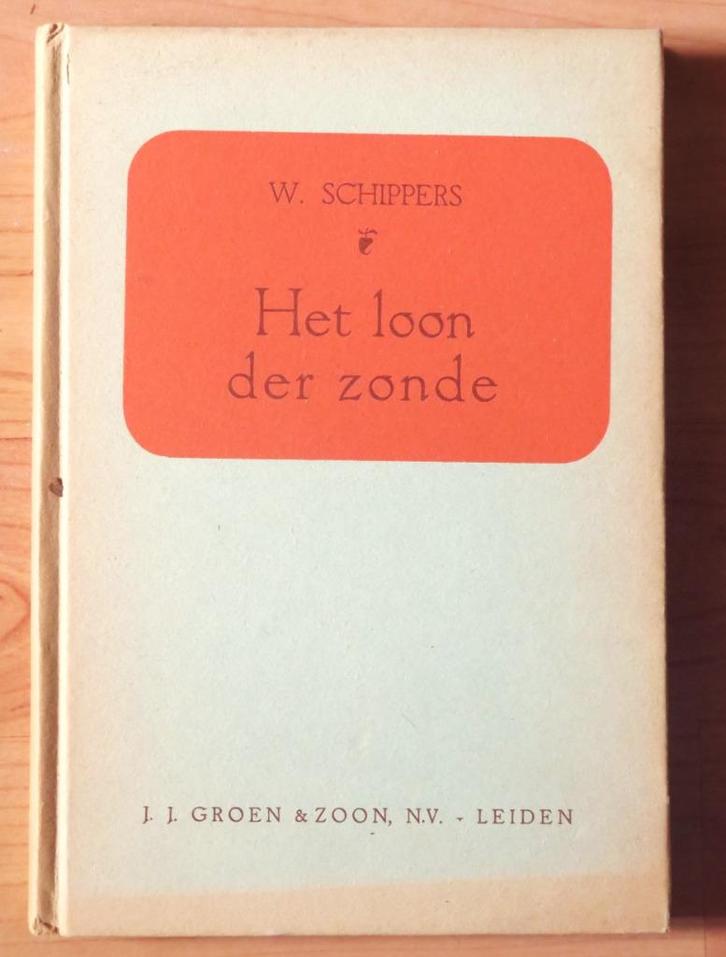 W. SCHIPPERS
Het loon
der zonde
J. J. GROEN & ZOON, N.V. - LEIDEN